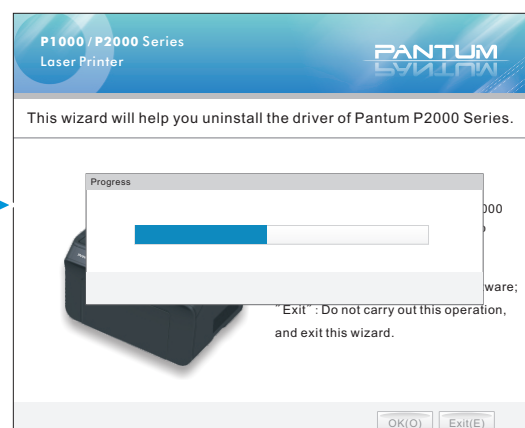 P1000 / P2000 Series
Laser Printer
PANTUM
This wizard will help you uninstall the driver of Pantum P2000 Series.
Progress
ware;
"Exit": Do not carry out this operation,
and exit this wizard.
OK(O)
Exit(E)